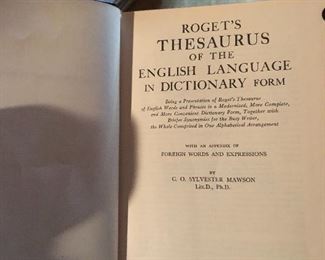 ROGET'S
THESAURUS
OF THE
ENGLISH LANGUAGE
IN DICTIONARY FORM
Being a Presentation of Roget's Thesaurus
of English Words and Phrases in a Modernized, More Complete,
and More Convenient Dictionary Form, Together with
Briefer Synonymies for the Busy Writer,
the Whole Comprised in One Alphabetical Arrangement
WITH AN APPENDIX OF
FOREIGN WORDS AND EXPRESSIONS
BY
C. O. SYLVESTER MAWSON
Lit.D., Ph.D.